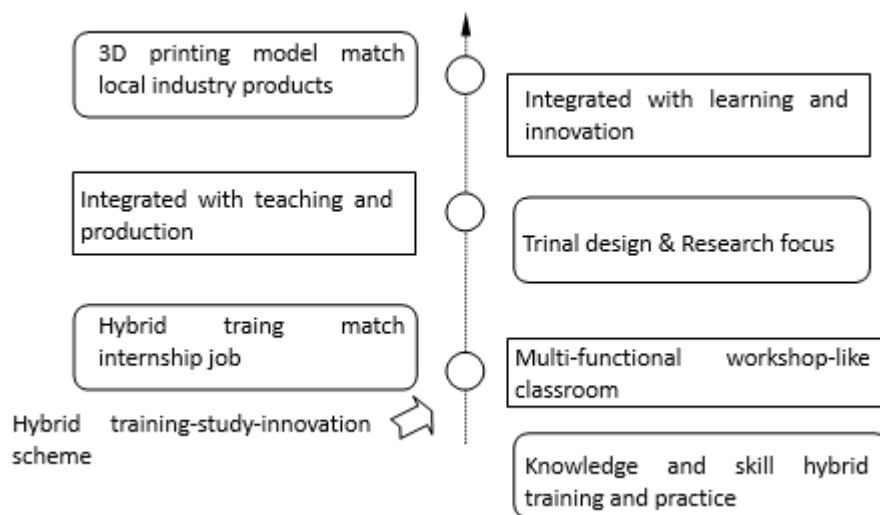 3D printing model match
local industry products
Integrated with learning and
innovation
Integrated with teaching and
production
Trinal design & Research focus
Hybrid traing match
internship job
Multi-functional workshop-like
classroom
Hybrid training-study-innovation
scheme
Knowledge and skill hybrid
training and practice